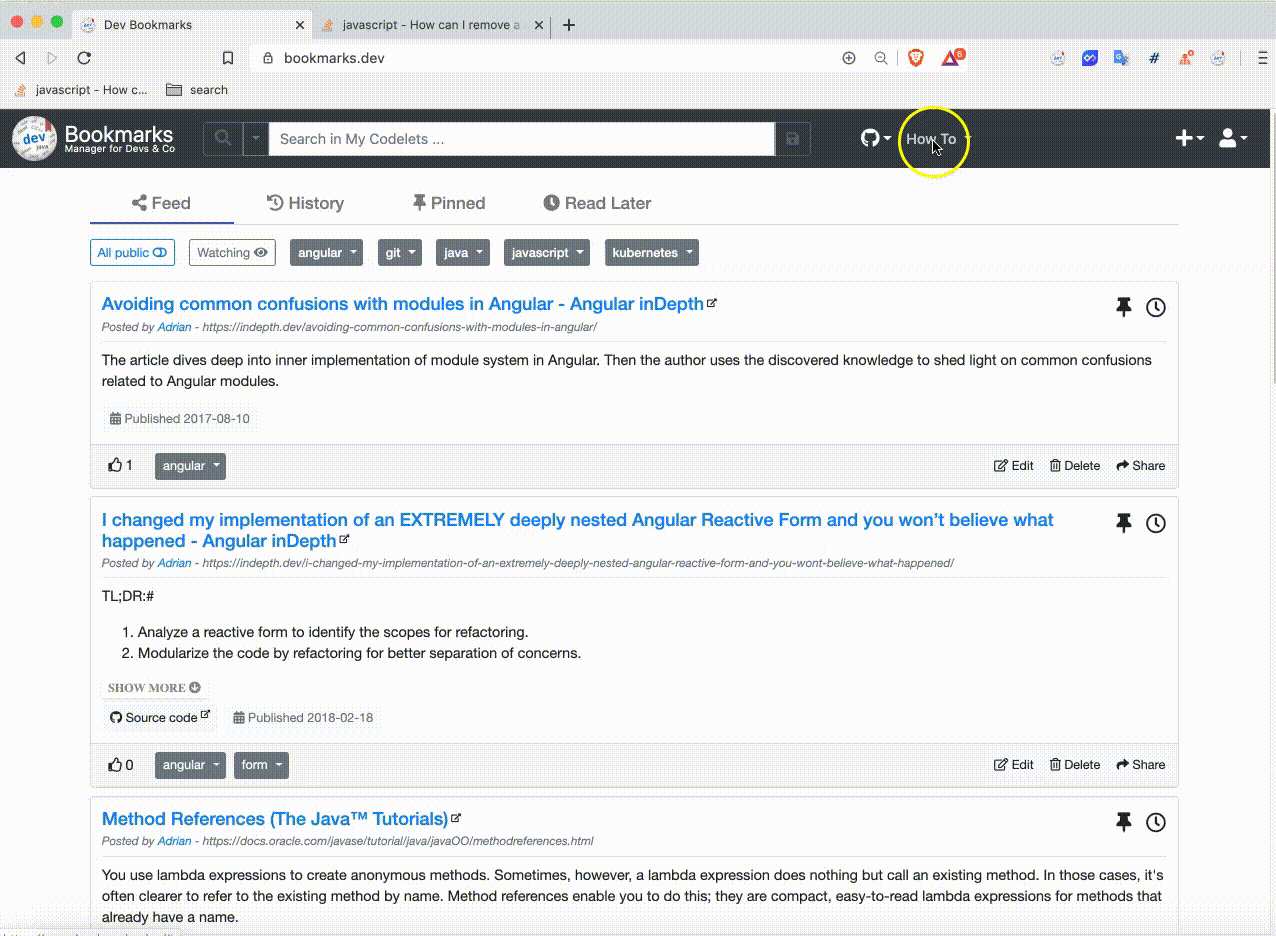 Dev Bookmarks
javascript - How can I remove a
bookmarks.dev
6
javascript - How c...
search
dev
java
Bookmarks
Manager for Devs & Co
Search in My Codelets ...
How To
Feed
History
Pinned
Read Later
All public
Watching
angular
git
java
javascript
kubernetes
Avoiding common confusions with modules in Angular - Angular inDepth
Posted by Adrian - https://indepth.dev/avoiding-common-confusions-with-modules-in-angular/
The article dives deep into inner implementation of module system in Angular. Then the author uses the discovered knowledge to shed light on common confusions
related to Angular modules.
Published 2017-08-10
1
angular
Edit
Delete
Share
I changed my implementation of an EXTREMELY deeply nested Angular Reactive Form and you won’t believe what
happened - Angular inDepth
Posted by Adrian - https://indepth.dev/i-changed-my-implementation-of-an-extremely-deeply-nested-angular-reactive-form-and-you-wont-believe-what-happened/
TL;DR:#
1. Analyze a reactive form to identify the scopes for refactoring.
2. Modularize the code by refactoring for better separation of concerns.
SHOW MORE
Source code
Published 2018-02-18
0
angular
form
Edit
Delete
Share
Method References (The Java™ Tutorials)
Posted by Adrian - https://docs.oracle.com/javase/tutorial/java/javaOO/methodreferences.html
You use lambda expressions to create anonymous methods. Sometimes, however, a lambda expression does nothing but call an existing method. In those cases, it's
often clearer to refer to the existing method by name. Method references enable you to do this; they are compact, easy-to-read lambda expressions for methods that
already have a name.